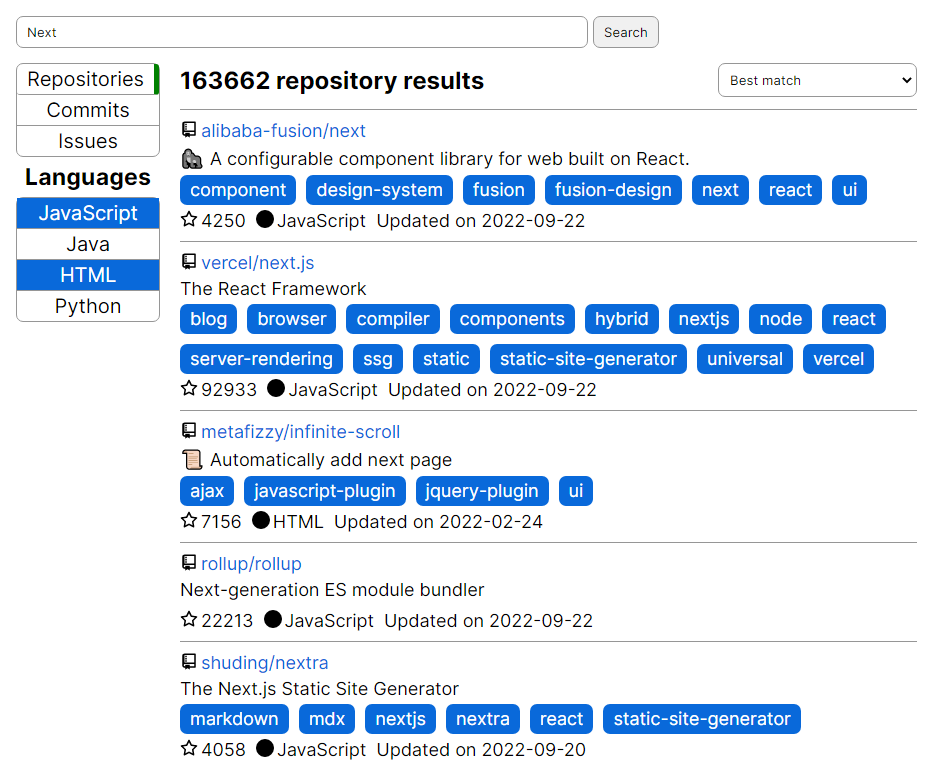 Next
Search
Repositories
Commits
Issues
Languages
JavaScript
Java
HTML
Python
163662 repository results
Best match
alibaba-fusion/next
A configurable component library for web built on React.
component design-system fusion fusion-design next react ui
4250 JavaScript Updated on 2022-09-22
vercel/next.js
The React Framework
blog browser compiler components hybrid nextjs node react
server-rendering ssg static static-site-generator universal vercel
92933 JavaScript Updated on 2022-09-22
metafizzy/infinite-scroll
📜 Automatically add next page
ajax javascript-plugin jquery-plugin ui
7156 HTML Updated on 2022-02-24
rollup/rollup
Next-generation ES module bundler
22213 JavaScript Updated on 2022-09-22
shuding/nextra
The Next.js Static Site Generator
markdown mdx nextjs nextra react static-site-generator
4058 JavaScript Updated on 2022-09-20